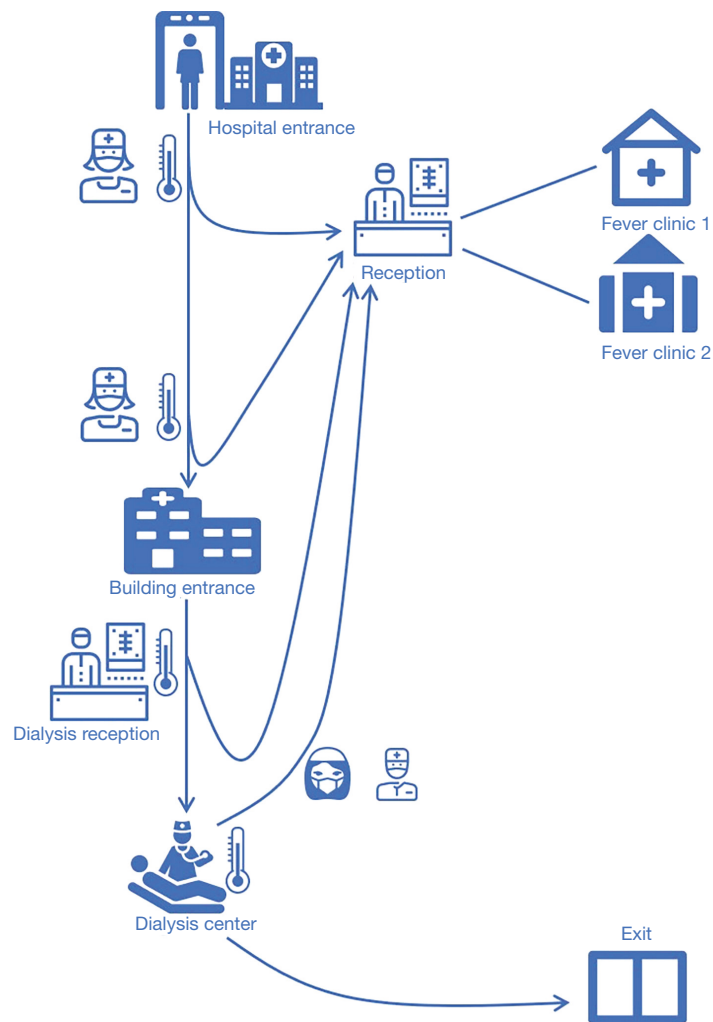 Hospital entrance
Fever clinic 1
Reception
Fever clinic 2
Building entrance
Dialysis reception
Dialysis center
Exit